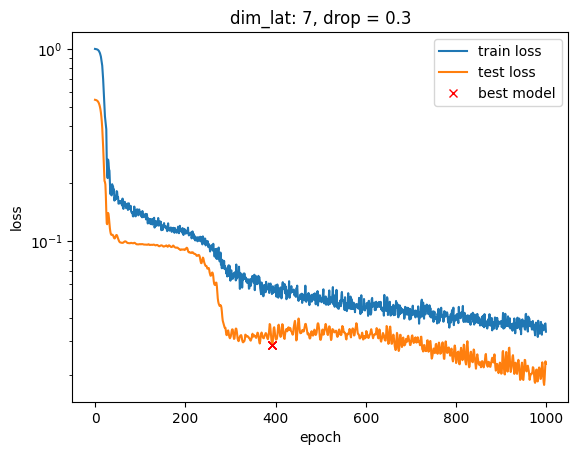 dim_lat: 7, drop = 0.3
train loss
test loss
best model
10⁰
10⁻¹
loss
0
200
400
600
800
1000
epoch